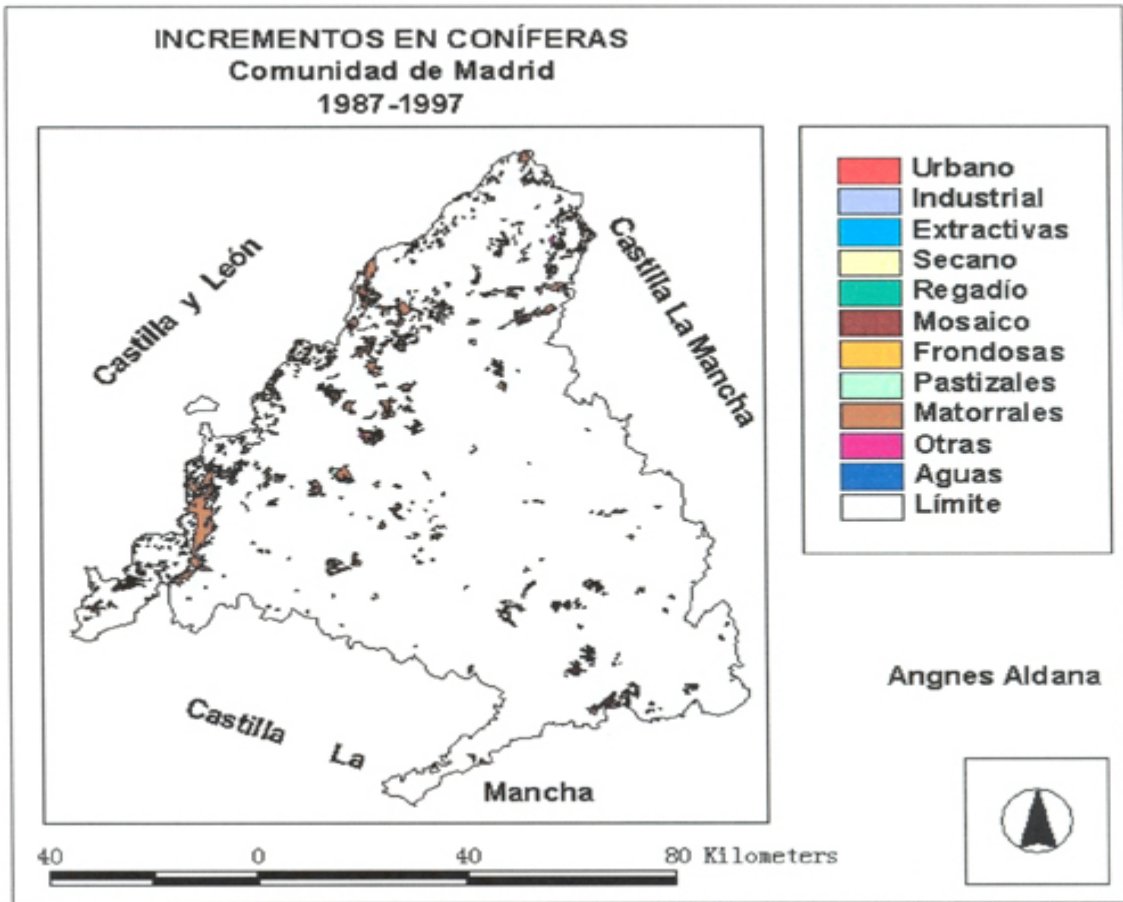 INCREMENTOS EN CONÍFERAS
Comunidad de Madrid
1987-1997
Castilla y León
Castilla La Mancha
Castilla La
Mancha
Urbano
Industrial
Extractivas
Secano
Regadío
Mosaico
Frondosas
Pastizales
Matorrales
Otras
Aguas
Límite
Angnes Aldana
40 0 40 80 Kilometers